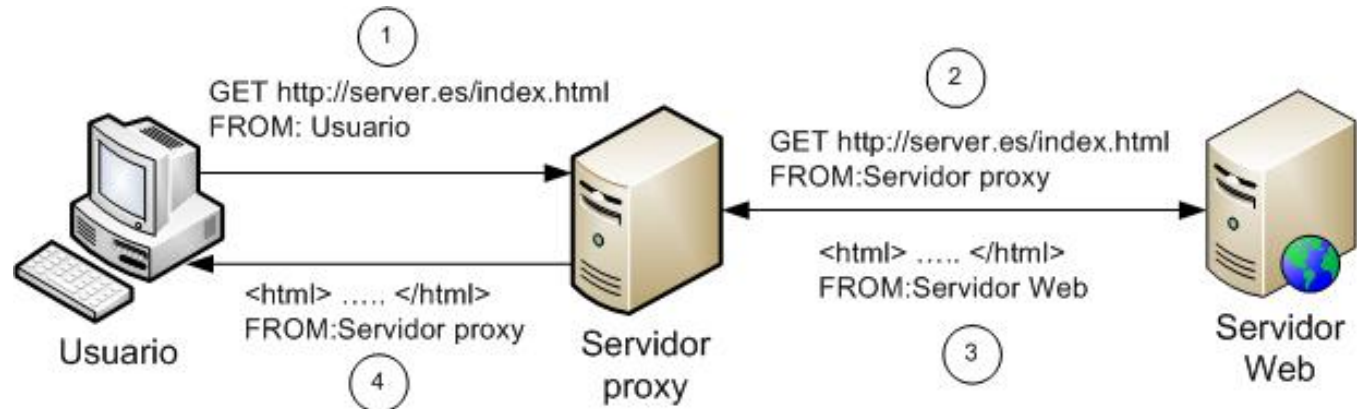 1
GET http://server.es/index.html
FROM: Usuario
2
GET http://server.es/index.html
FROM:Servidor proxy
<html> ..... </html>
FROM:Servidor Web
3
<html> ..... </html>
FROM:Servidor proxy
4
Usuario
Servidor
proxy
Servidor
Web